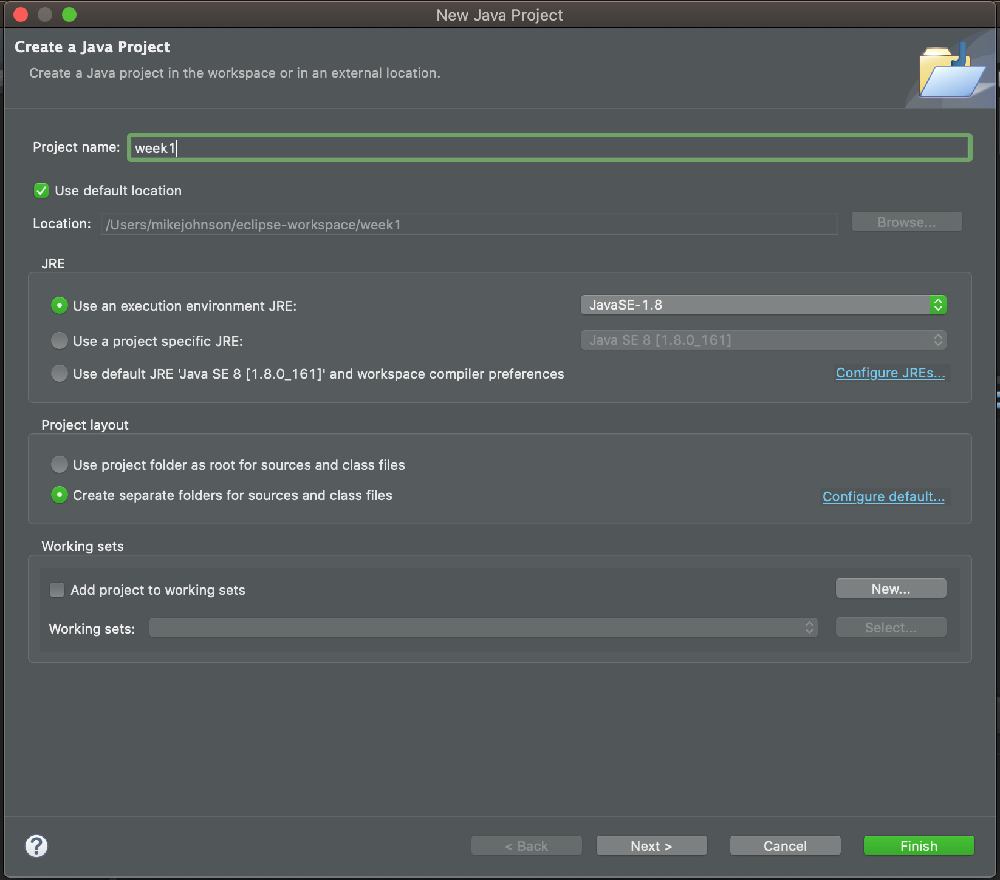 New Java Project
Create a Java Project
Create a Java project in the workspace or in an external location.
Project name: week1
Use default location
Location: /Users/mikejohnson/eclipse-workspace/week1 Browse...
JRE
Use an execution environment JRE: JavaSE-1.8
Use a project specific JRE: Java SE 8 [1.8.0_161]
Use default JRE 'Java SE 8 [1.8.0_161]' and workspace compiler preferences Configure JREs...
Project layout
Use project folder as root for sources and class files
Create separate folders for sources and class files Configure default...
Working sets
Add project to working sets New...
Working sets: Select...
? < Back Next > Cancel Finish